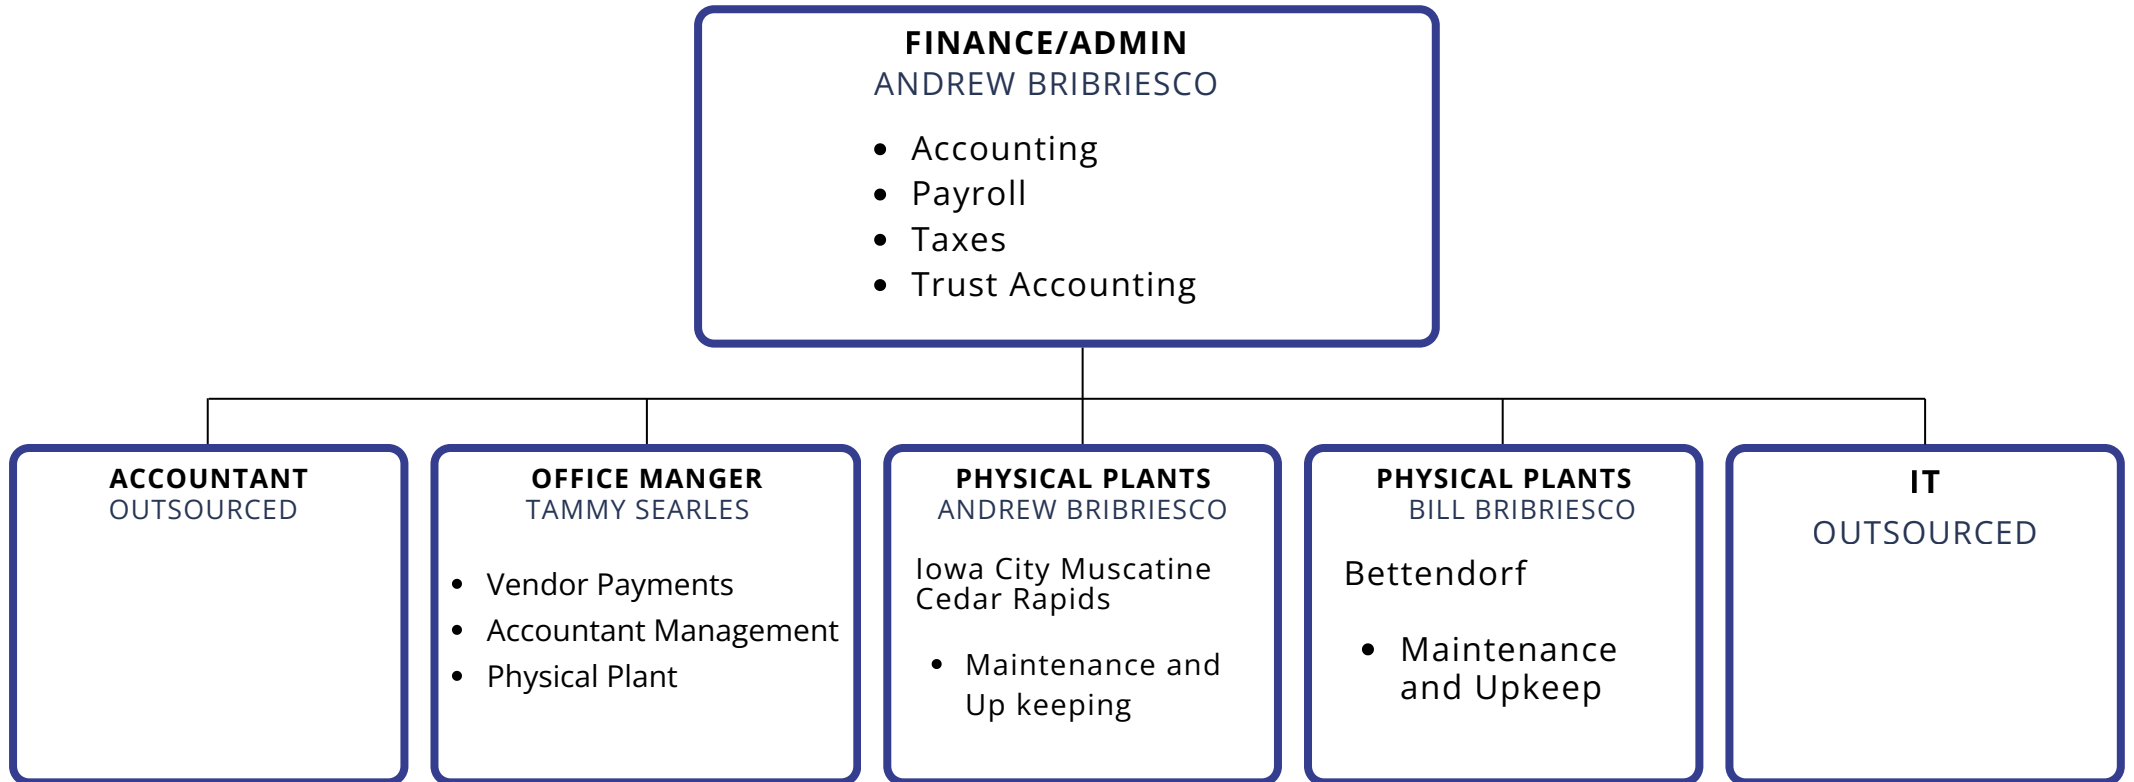 FINANCE/ADMIN
ANDREW BRIBRIESCO
• Accounting
• Payroll
• Taxes
• Trust Accounting
ACCOUNTANT
OUTSOURCED
OFFICE MANGER
TAMMY SEARLES
• Vendor Payments
• Accountant Management
• Physical Plant
PHYSICAL PLANTS
ANDREW BRIBRIESCO
Iowa City Muscatine
Cedar Rapids
• Maintenance and
Up keeping
PHYSICAL PLANTS
BILL BRIBRIESCO
Bettendorf
• Maintenance
and Upkeep
IT
OUTSOURCED